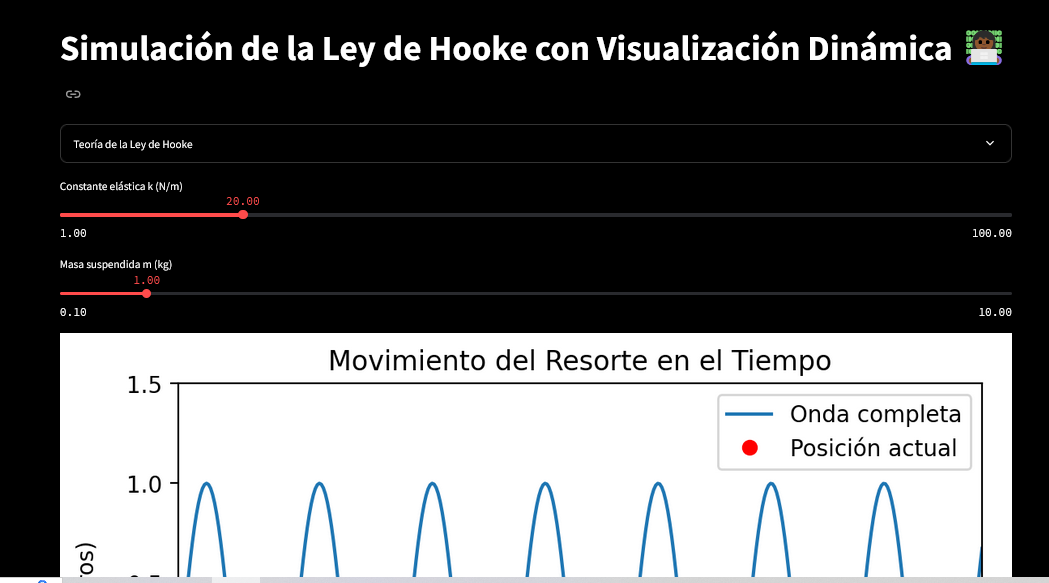 Simulación de la Ley de Hooke con Visualización Dinámica
Teoría de la Ley de Hooke
Constante elástica k (N/m)
20.00
1.00 100.00
Masa suspendida m (kg)
1.00
0.10 10.00
Movimiento del Resorte en el Tiempo
1.5
Onda completa
Posición actual
1.0